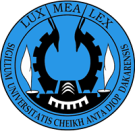 LUX MEA LEX
SIGILLUM UNIVERSITATIS CHEIKH ANTA DIOP DAKARENSIS